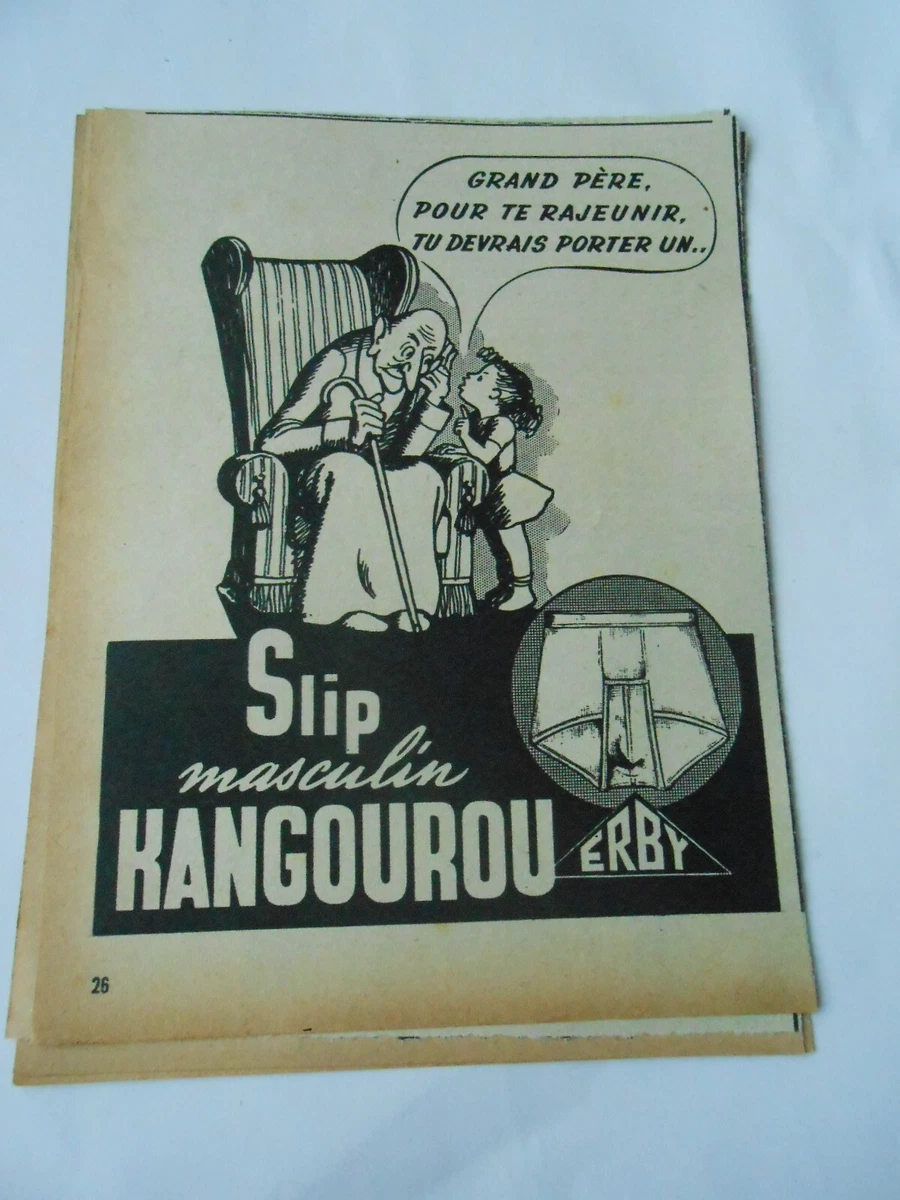 GRAND PÈRE,
POUR TE RAJEUNIR,
TU DEVRAIS PORTER UN..
Slip
masculin
KANGOUROU
ERBY
26